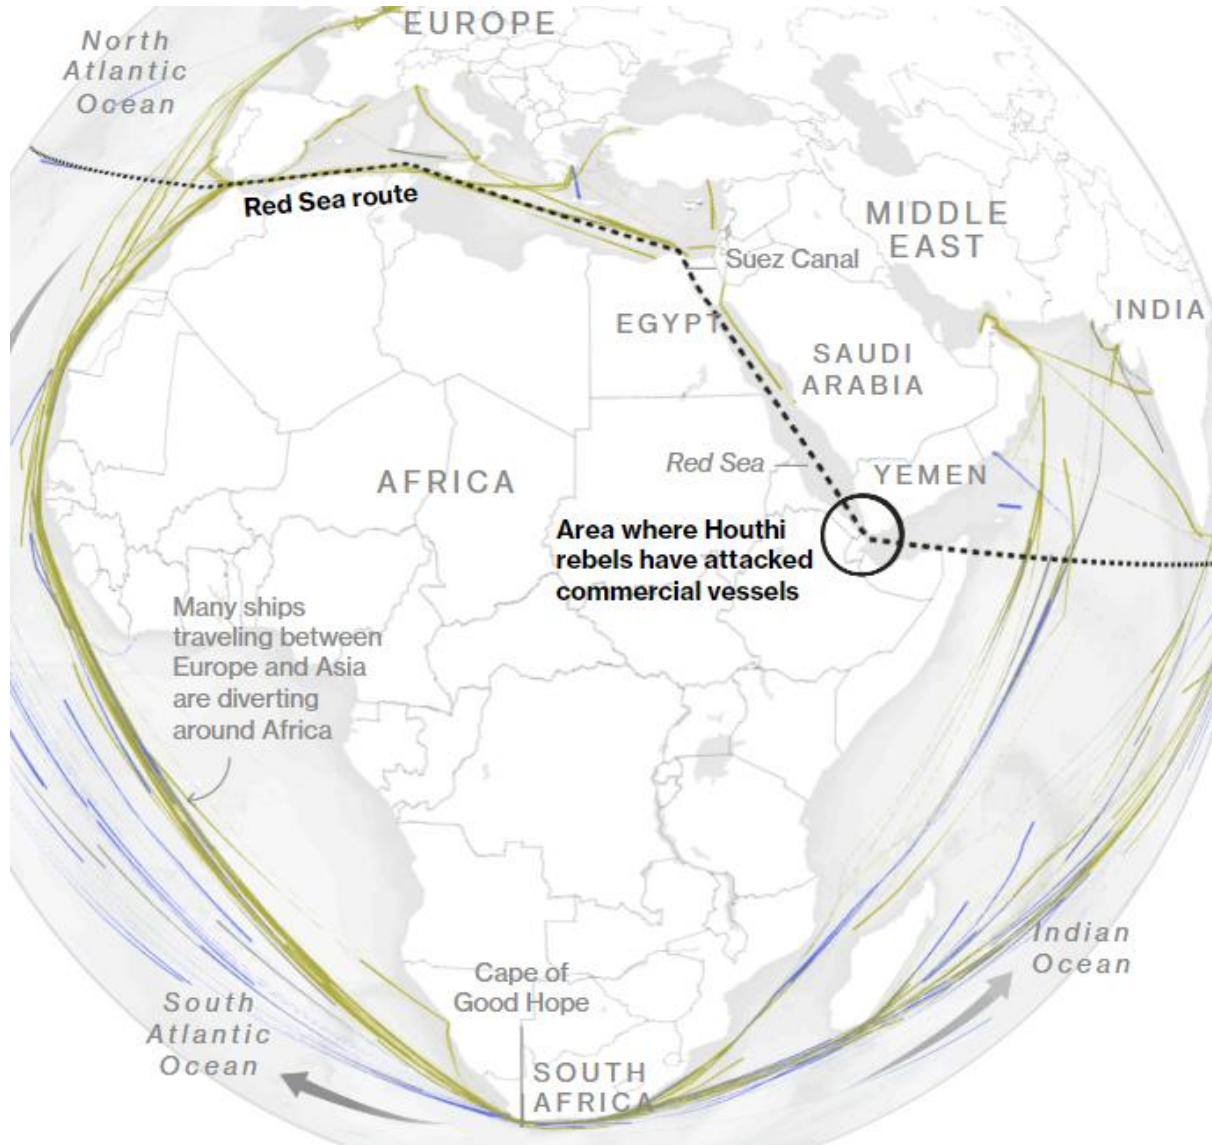 EUROPE
North
Atlantic
Ocean
Red Sea route
MIDDLE
EAST
Suez Canal
INDIA
EGYPT
SAUDI
ARABIA
Red Sea
YEMEN
AFRICA
Area where Houthi
rebels have attacked
commercial vessels
Many ships
traveling between
Europe and Asia
are diverting
around Africa
Indian
Ocean
Cape of
Good Hope
South
Atlantic
Ocean
SOUTH
AFRICA